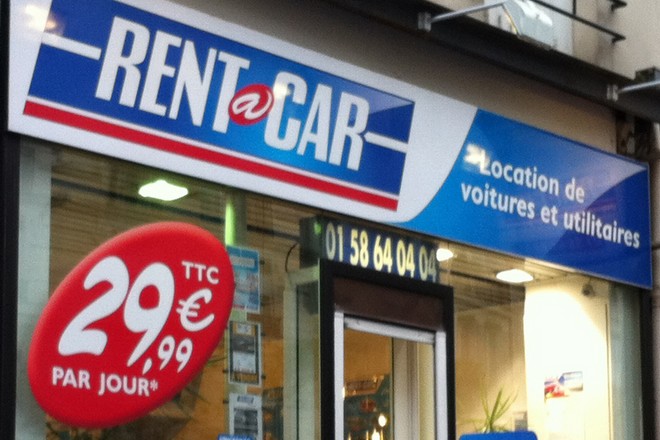 RENT@CAR
Location de
voitures et utilitaires
01 58 64 04 04
TTC
29€,99
PAR JOUR*